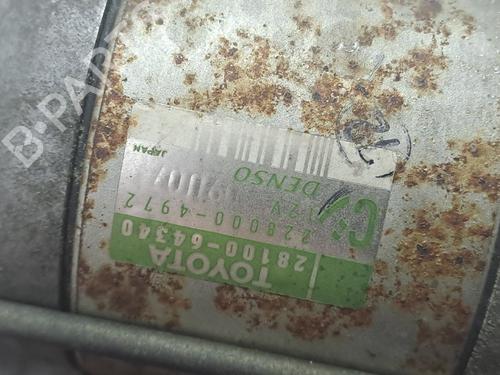 TOYOTA
28100-64340
228000-4972
12V
DENSO
JAPAN
B-PARTS